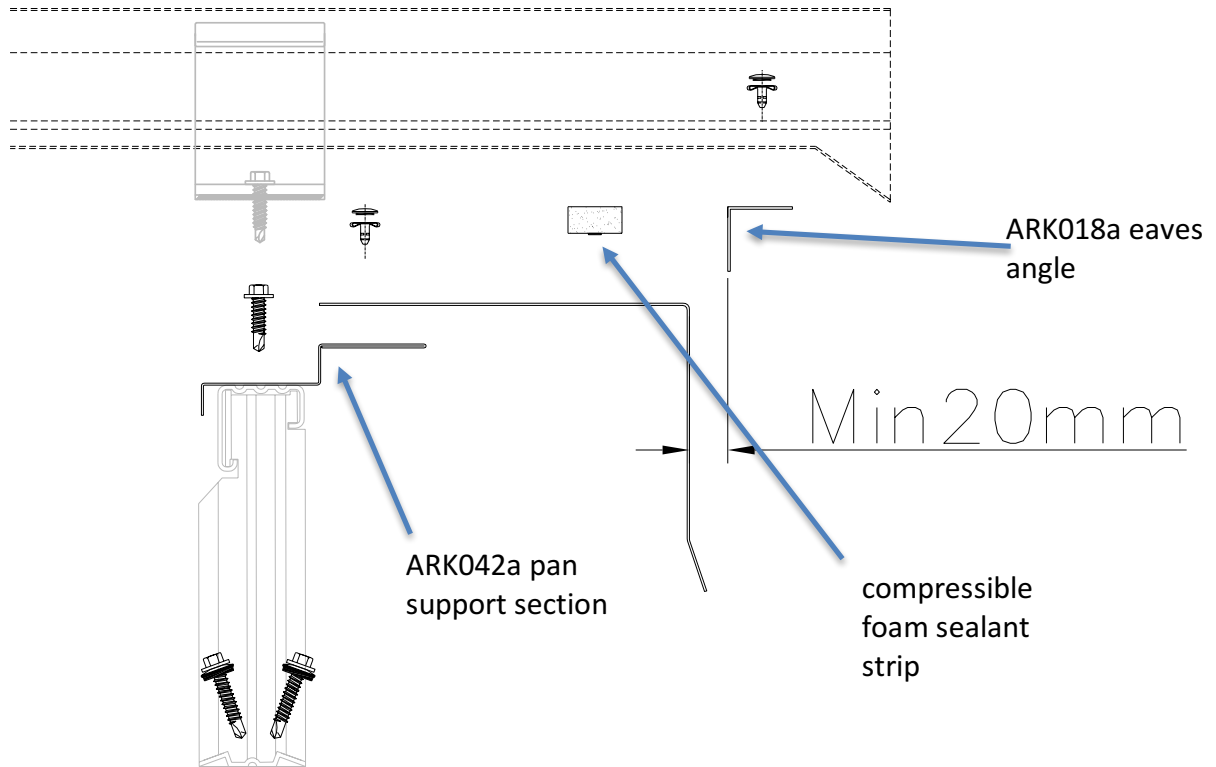 ARK018a eaves
angle
Min20mm
ARK042a pan
support section
compressible
foam sealant
strip